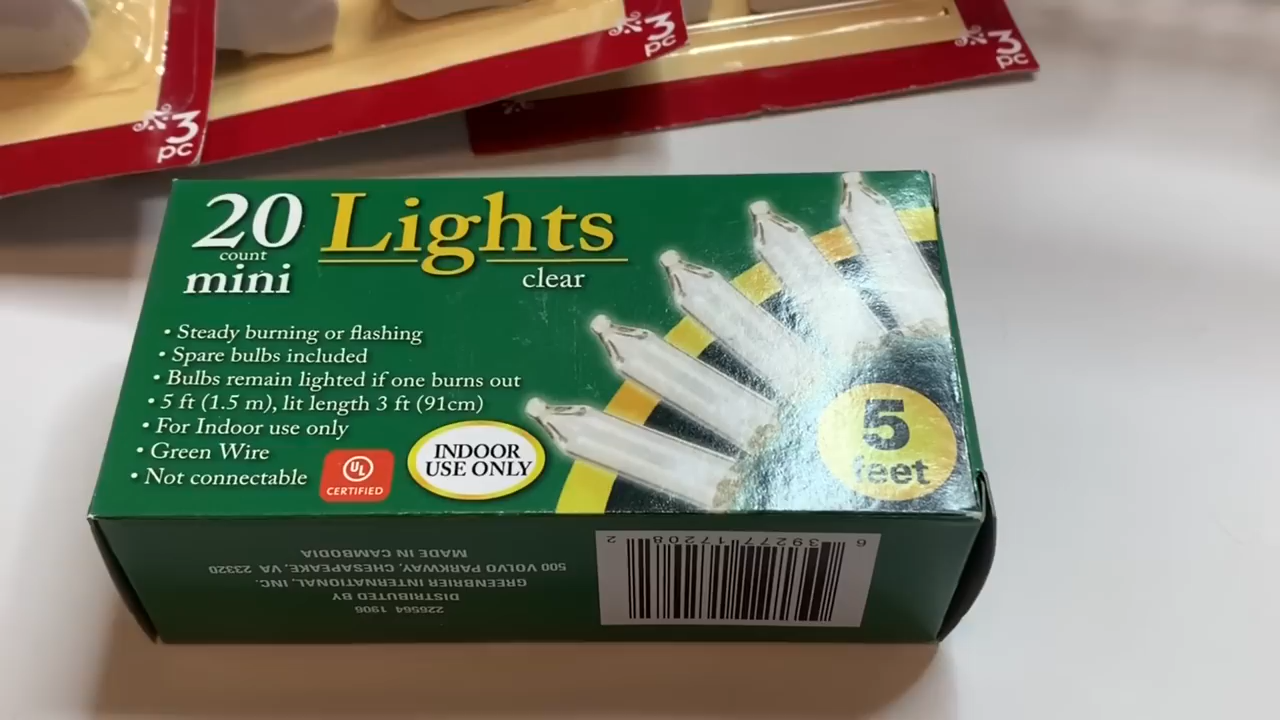 3
pc
3
pc
3
pc
20
count
mini
Lights
clear
• Steady burning or flashing
• Spare bulbs included
• Bulbs remain lighted if one burns out
• 5 ft (1.5 m), lit length 3 ft (91cm)
• For Indoor use only
• Green Wire
• Not connectable
UL
CERTIFIED
INDOOR
USE ONLY
5
feet
226564 1906
DISTRIBUTED BY
GREENBRIER INTERNATIONAL, INC.
500 VOLVO PARKWAY, CHESAPEAKE, VA 23320
MADE IN CAMBODIA
6 39277 17208 2